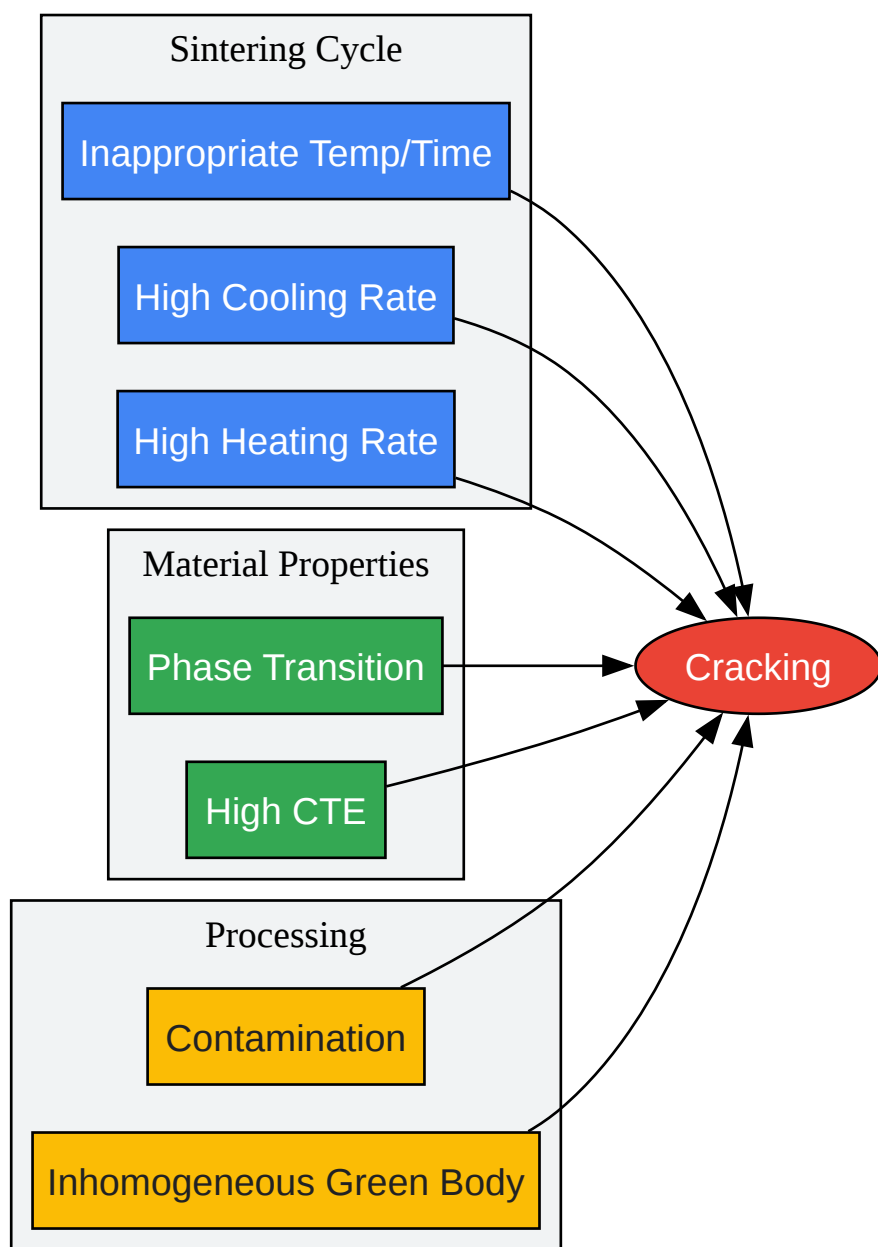 Sintering Cycle
Inappropriate Temp/Time
High Cooling Rate
High Heating Rate
Material Properties
Phase Transition
High CTE
Cracking
Processing
Contamination
Inhomogeneous Green Body